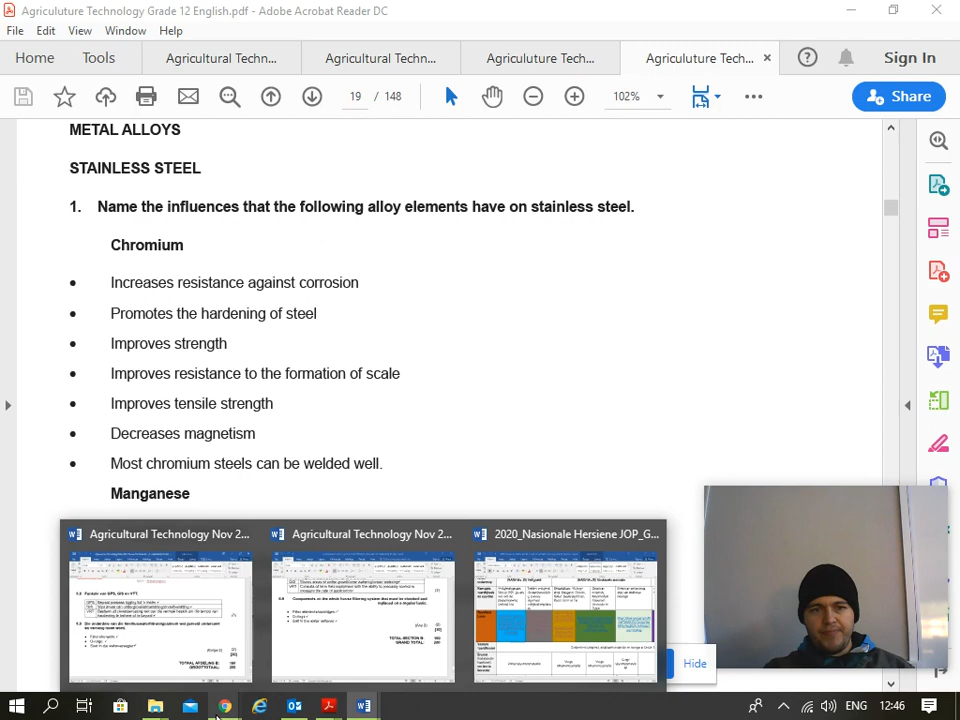 Agriculuture Technology Grade 12 English.pdf - Adobe Acrobat Reader DC
File Edit View Window Help
Home Tools Agricultural Techn... Agricultural Techn... Agriculuture Tech... Agriculuture Tech... × Sign In
19 / 148 102% Share
METAL ALLOYS
STAINLESS STEEL
1. Name the influences that the following alloy elements have on stainless steel.
Chromium
• Increases resistance against corrosion
• Promotes the hardening of steel
• Improves strength
• Improves resistance to the formation of scale
• Improves tensile strength
• Decreases magnetism
• Most chromium steels can be welded well.
Manganese
Agricultural Technology Nov 2... Agricultural Technology Nov 2... 2020_Nasionale Hersiene JOP_G...
Hide
ENG 12:46